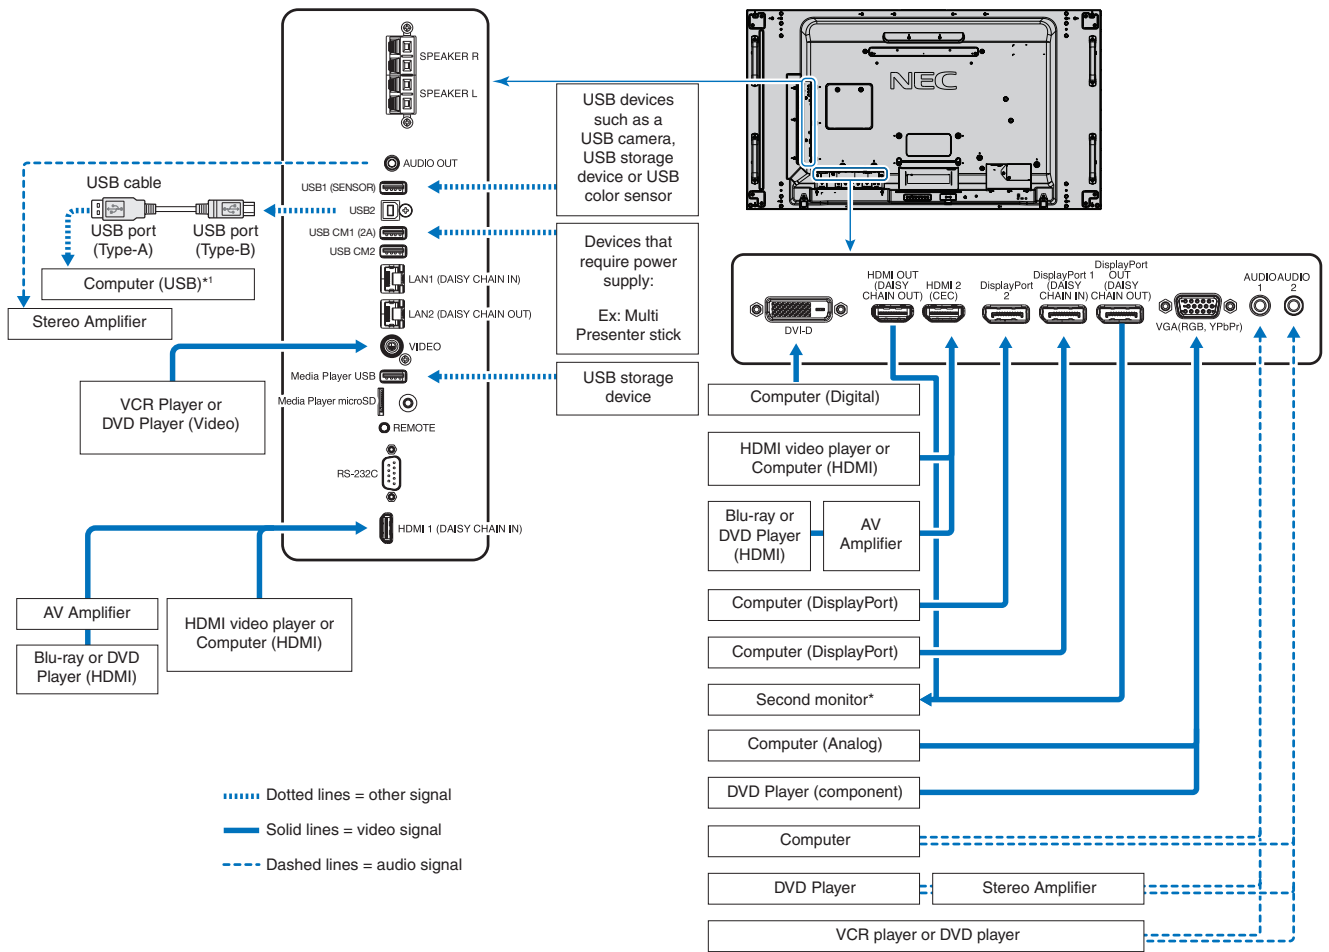 SPEAKER R
SPEAKER L
AUDIO OUT
USB1 (SENSOR)
USB2
USB CM1 (2A)
USB CM2
LAN1 (DAISY CHAIN IN)
LAN2 (DAISY CHAIN OUT)
VIDEO
Media Player USB
Media Player microSD
REMOTE
RS-232C
HDMI 1 (DAISY CHAIN IN)
USB cable
USB port
(Type-A)
USB port
(Type-B)
Computer (USB)*1
Stereo Amplifier
VCR Player or
DVD Player (Video)
AV Amplifier
Blu-ray or DVD
Player (HDMI)
HDMI video player or
Computer (HDMI)
USB devices
such as a
USB camera,
USB storage
device or USB
color sensor
Devices that
require power
supply:
Ex: Multi
Presenter stick
USB storage
device
NEC
DVI-D
HDMI OUT
(DAISY
CHAIN OUT)
HDMI 2
(CEC)
DisplayPort
2
DisplayPort 1
(DAISY
CHAIN IN)
DisplayPort
OUT
(DAISY
CHAIN OUT)
VGA(RGB, YPbPr)
AUDIO
1
AUDIO
2
Computer (Digital)
HDMI video player or
Computer (HDMI)
Blu-ray or
DVD Player
(HDMI)
AV
Amplifier
Computer (DisplayPort)
Computer (DisplayPort)
Second monitor*
Computer (Analog)
DVD Player (component)
Computer
DVD Player
Stereo Amplifier
VCR player or DVD player
Dotted lines = other signal
Solid lines = video signal
Dashed lines = audio signal